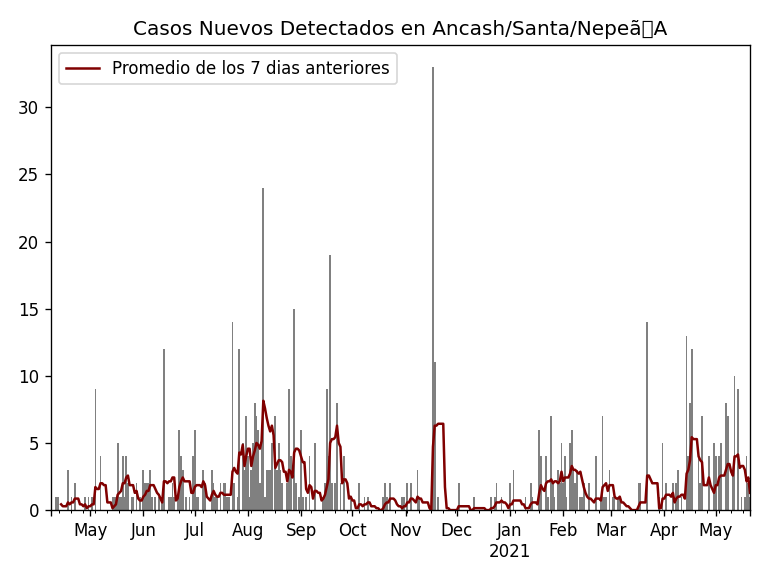 Casos Nuevos Detectados en Ancash/Santa/Nepeã▯A
Promedio de los 7 dias anteriores
30
25
20
15
10
5
0
May Jun Jul Aug Sep Oct Nov Dec Jan Feb Mar Apr May
2021